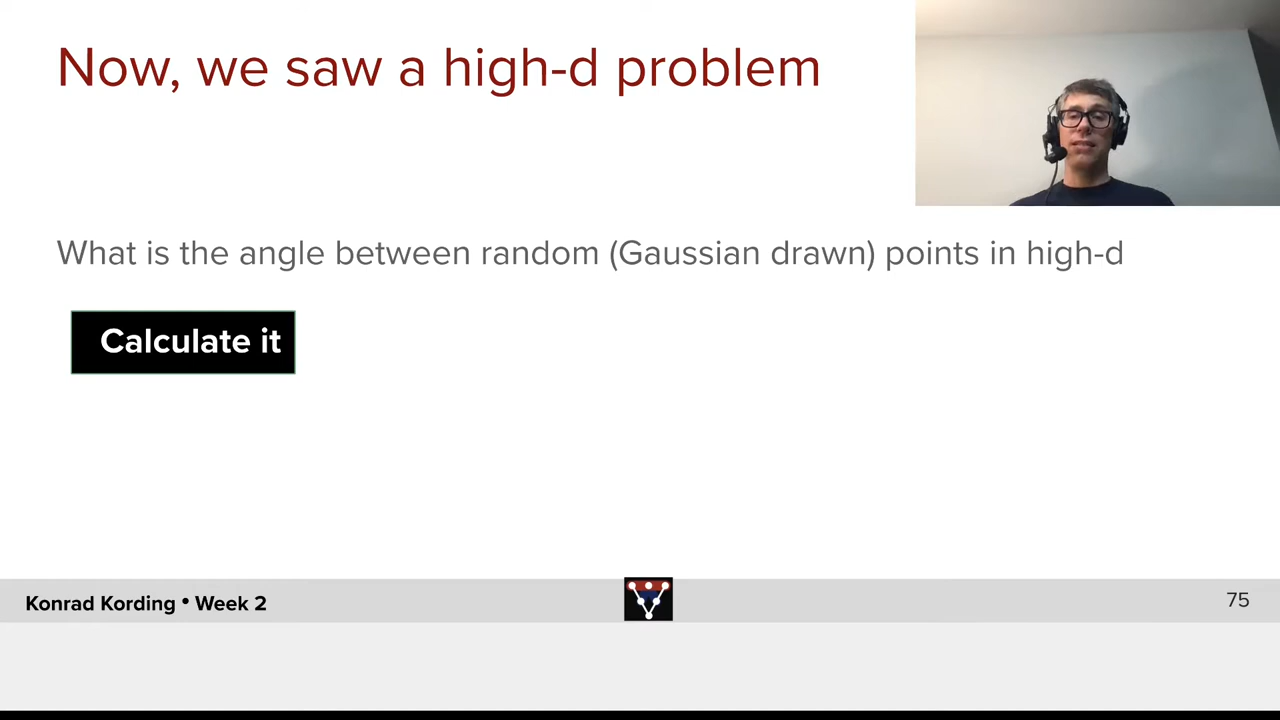 Now, we saw a high-d problem
What is the angle between random (Gaussian drawn) points in high-d
Calculate it
Konrad Kording • Week 2
75